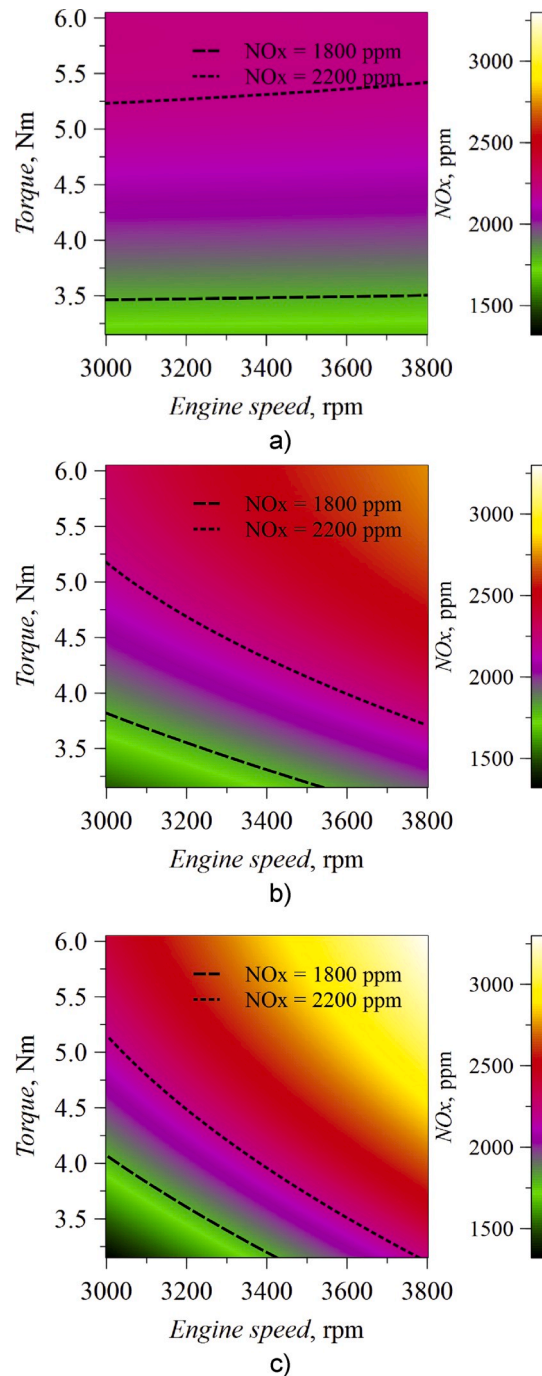 6.0
5.5
5.0
4.5
4.0
3.5
Torque, Nm
NOx = 1800 ppm
NOx = 2200 ppm
3000 3200 3400 3600 3800
Engine speed, rpm
NOx, ppm
3000
2500
2000
1500
a)
6.0
5.5
5.0
4.5
4.0
3.5
Torque, Nm
NOx = 1800 ppm
NOx = 2200 ppm
3000 3200 3400 3600 3800
Engine speed, rpm
NOx, ppm
3000
2500
2000
1500
b)
6.0
5.5
5.0
4.5
4.0
3.5
Torque, Nm
NOx = 1800 ppm
NOx = 2200 ppm
3000 3200 3400 3600 3800
Engine speed, rpm
NOx, ppm
3000
2500
2000
1500
c)